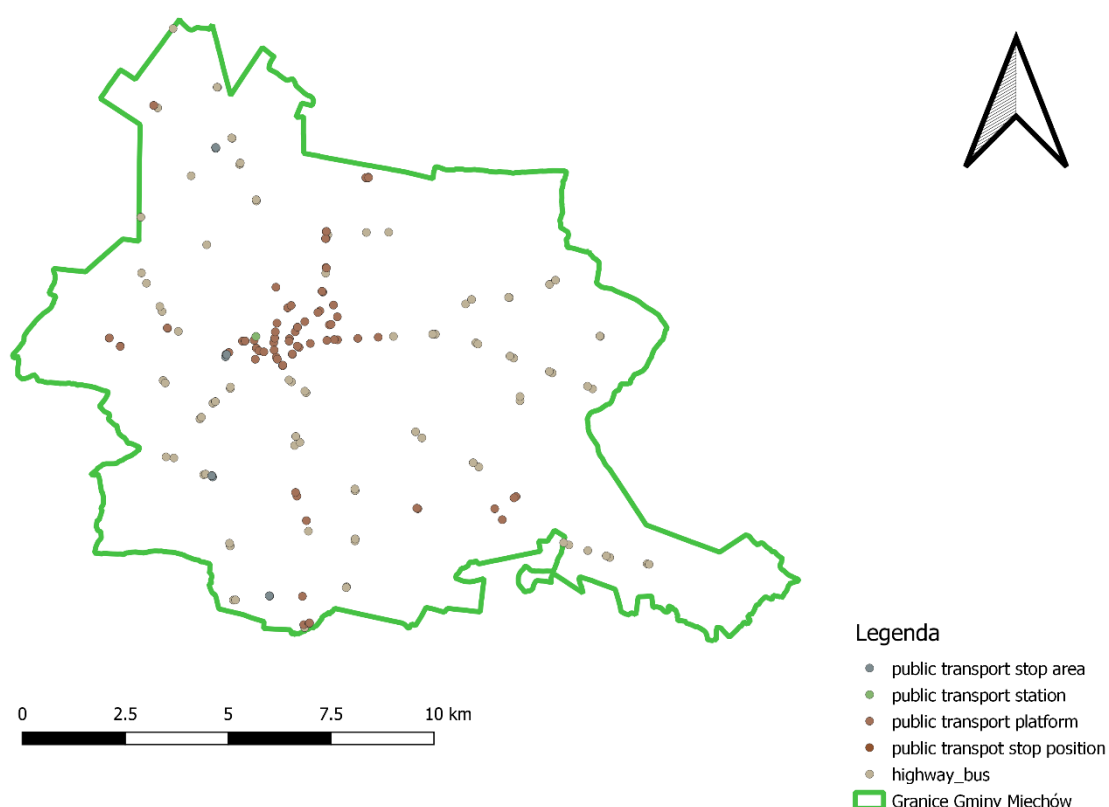 0 2.5 5 7.5 10 km
Legenda
public transport stop area
public transport station
public transport platform
public transpot stop position
highway_bus
Granice Gminy Miechów